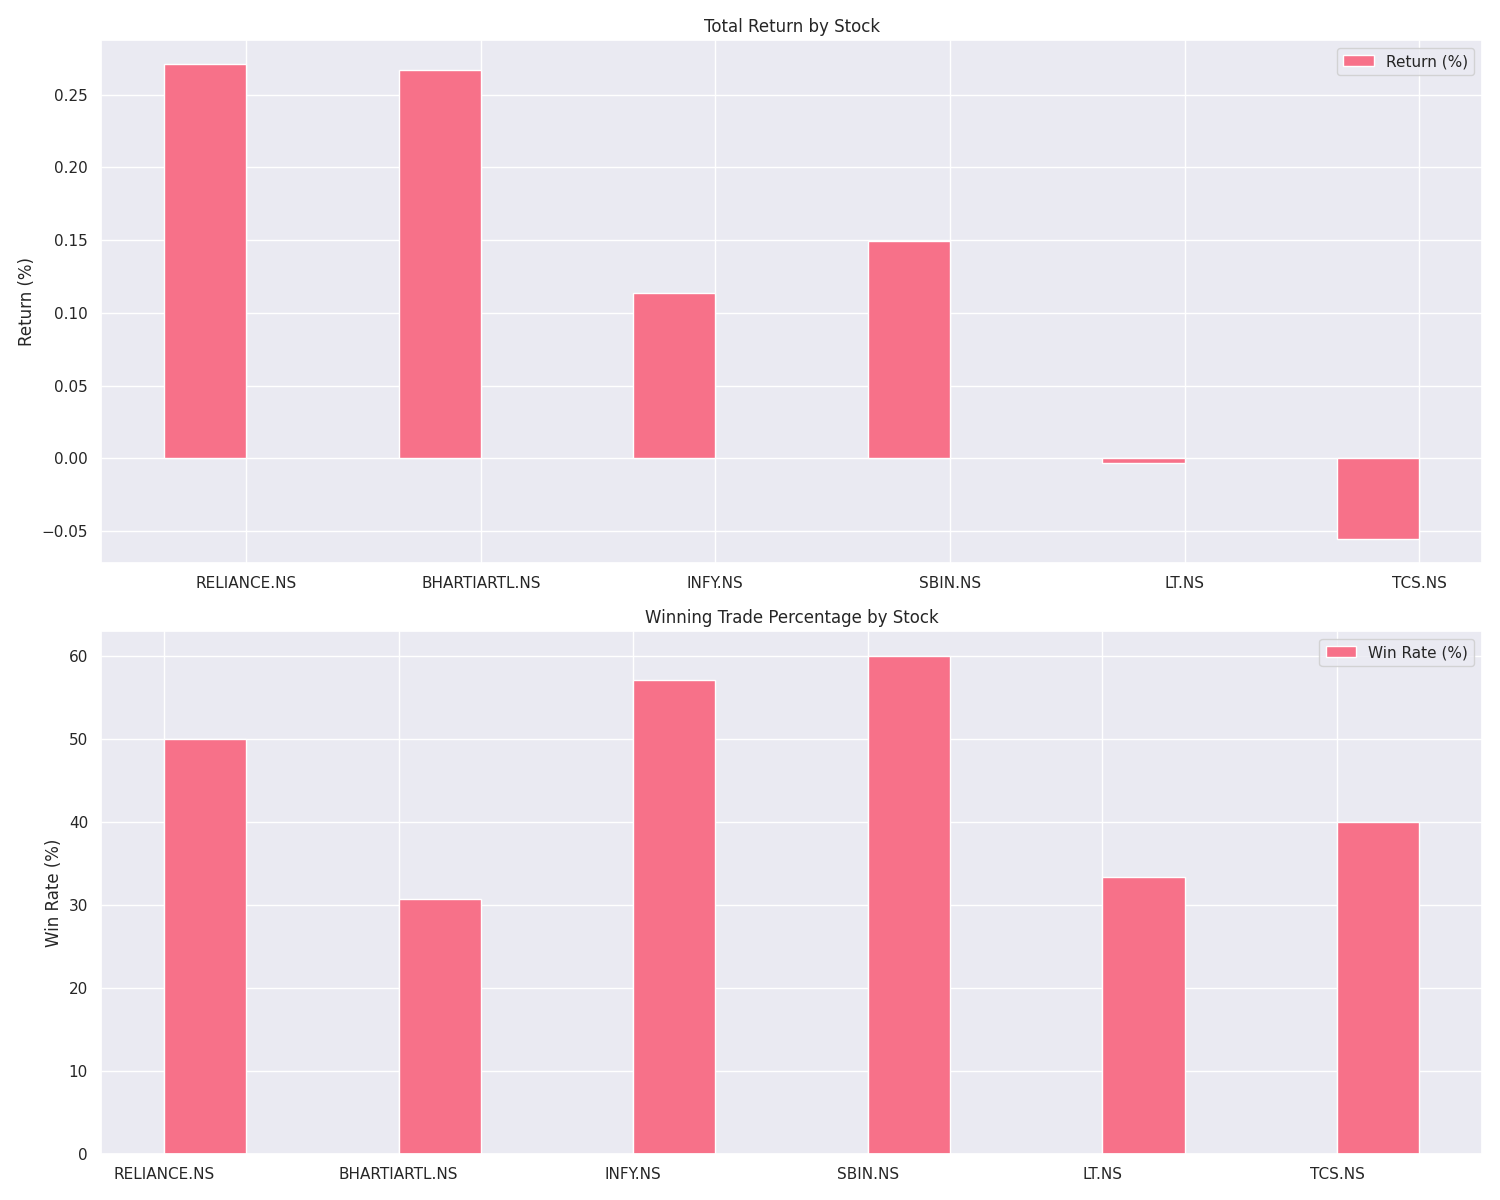 Total Return by Stock
Return (%)
Return (%)
0.25
0.20
0.15
0.10
0.05
0.00
−0.05
RELIANCE.NS BHARTIARTL.NS INFY.NS SBIN.NS LT.NS TCS.NS
Winning Trade Percentage by Stock
Win Rate (%)
Win Rate (%)
60
50
40
30
20
10
0
RELIANCE.NS BHARTIARTL.NS INFY.NS SBIN.NS LT.NS TCS.NS